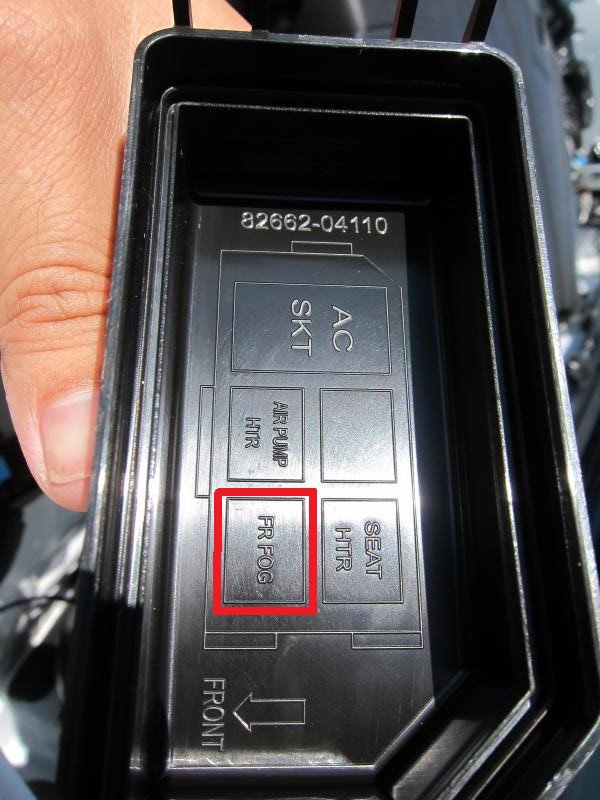 82662-04110
AC
SKT
AIR PUMP
HTR
FR FOG
SEAT
HTR
FRONT